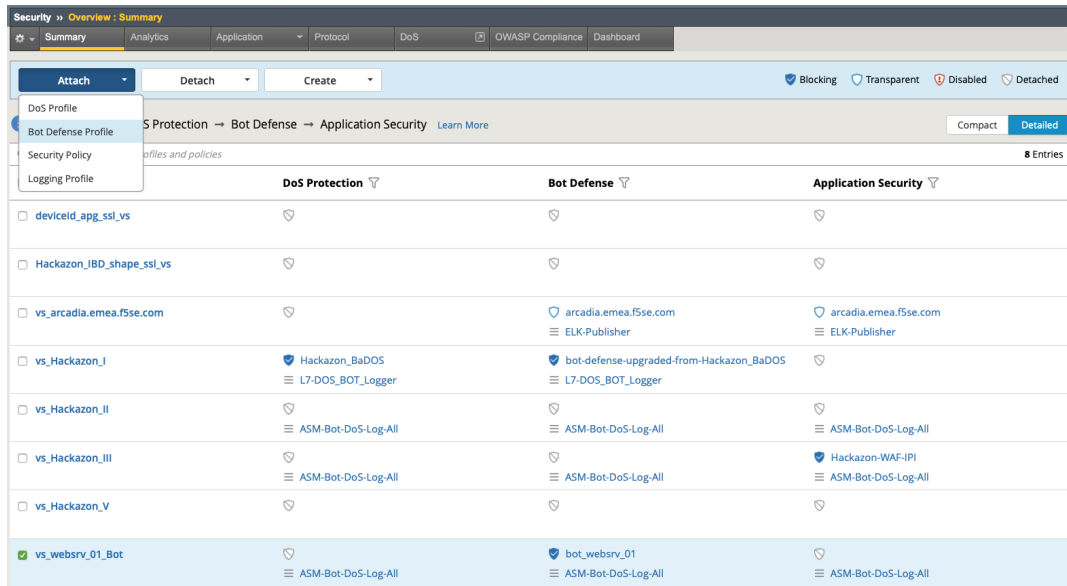 Security » Overview : Summary
Summary Analytics Application Protocol DoS OWASP Compliance Dashboard
Attach Detach Create Blocking Transparent Disabled Detached
DoS Profile
Bot Defense Profile
S Protection → Bot Defense → Application Security Learn More Compact Detailed
Security Policy
ofiles and policies 8 Entries
Logging Profile
DoS Protection Bot Defense Application Security
deviceid_apg_ssl_vs
Hackazon_IBD_shape_ssl_vs
vs_arcadia.emea.f5se.com arcadia.emea.f5se.com arcadia.emea.f5se.com
ELK-Publisher ELK-Publisher
vs_Hackazon_I Hackazon_BaDOS bot-defense-upgraded-from-Hackazon_BaDOS
L7-DOS_BOT_Logger L7-DOS_BOT_Logger
vs_Hackazon_II
ASM-Bot-DoS-Log-All ASM-Bot-DoS-Log-All ASM-Bot-DoS-Log-All
vs_Hackazon_III Hackazon-WAF-IPI
ASM-Bot-DoS-Log-All ASM-Bot-DoS-Log-All ASM-Bot-DoS-Log-All
vs_Hackazon_V
vs_websrv_01_Bot bot_websrv_01
ASM-Bot-DoS-Log-All ASM-Bot-DoS-Log-All ASM-Bot-DoS-Log-All